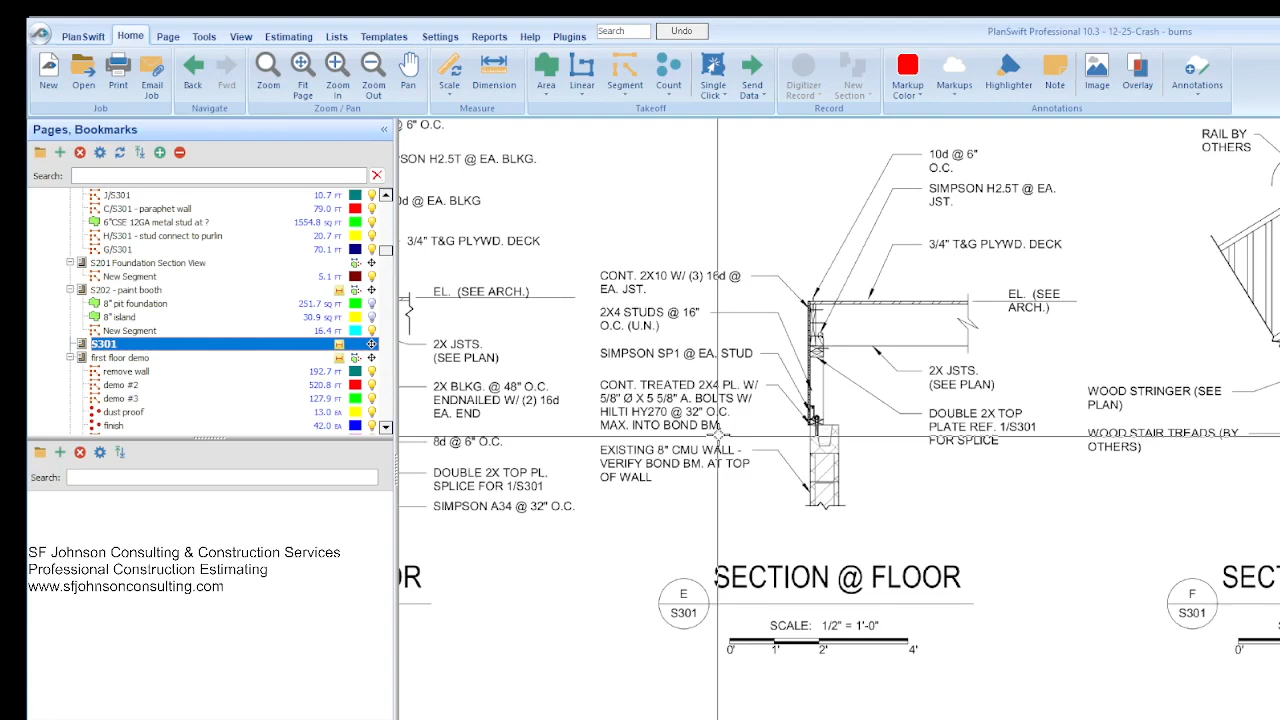 PlanSwift Home Page Tools View Estimating Lists Templates Settings Reports Help Plugins Search Undo PlanSwift Professional 10.3 - 12-25-Crash - burns
New Open Print Email Job Back Fwd Zoom Fit Page Zoom In Zoom Out Pan Scale Dimension Area Linear Segment Count Single Click Send Data Digitizer Record New Section Markup Color Markups Highlighter Note Image Overlay Annotations
Job Navigate Zoom / Pan Measure Takeoff Record Annotations
Pages, Bookmarks
Search:
J/S301 10.7 FT
C/S301 - paraphet wall 79.0 FT
6"CSE 12GA metal stud at ? 1554.8 SQ FT
H/S301 - stud connect to purlin 20.7 FT
G/S301 70.1 FT
S201 Foundation Section View
New Segment 5.1 FT
S202 - paint booth
8" pit foundation 251.7 SQ FT
8" island 30.9 SQ FT
New Segment 16.4 FT
S301
first floor demo
remove wall 192.7 FT
demo #2 520.8 FT
demo #3 127.9 FT
dust proof 13.0 EA
finish 42.0 EA
Search:
SF Johnson Consulting & Construction Services
Professional Construction Estimating
www.sfjohnsonconsulting.com
@ 6" O.C.
SON H2.5T @ EA. BLKG.
0d @ EA. BLKG
3/4" T&G PLYWD. DECK
EL. (SEE ARCH.)
2X JSTS.
(SEE PLAN)
2X BLKG. @ 48" O.C.
ENDNAILED W/ (2) 16d
EA. END
8d @ 6" O.C.
DOUBLE 2X TOP PL.
SPLICE FOR 1/S301
SIMPSON A34 @ 32" O.C.
OR
CONT. 2X10 W/ (3) 16d @
EA. JST.
2X4 STUDS @ 16"
O.C. (U.N.)
SIMPSON SP1 @ EA. STUD
CONT. TREATED 2X4 PL. W/
5/8" Ø X 5 5/8" A. BOLTS W/
HILTI HY270 @ 32" O.C.
MAX. INTO BOND BM.
EXISTING 8" CMU WALL -
VERIFY BOND BM. AT TOP
OF WALL
10d @ 6"
O.C.
SIMPSON H2.5T @ EA.
JST.
3/4" T&G PLYWD. DECK
EL. (SEE
ARCH.)
2X JSTS.
(SEE PLAN)
DOUBLE 2X TOP
PLATE REF. 1/S301
FOR SPLICE
E
S301
SECTION @ FLOOR
SCALE: 1/2" = 1'-0"
0' 1' 2' 4'
RAIL BY
OTHERS
WOOD STRINGER (SEE
PLAN)
WOOD STAIR TREADS (BY
OTHERS)
F
S301
SECT
0'